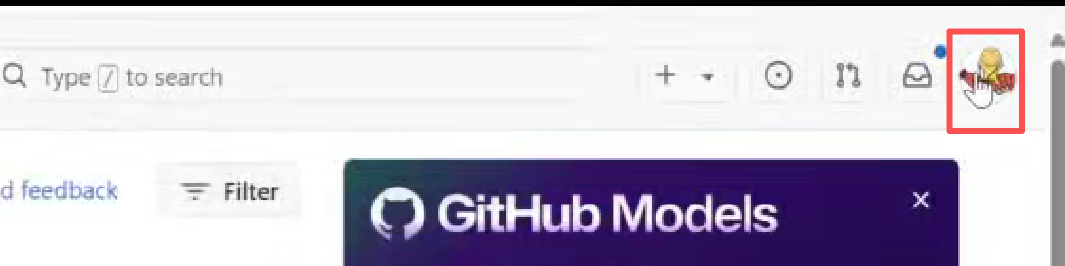 Type / to search
d feedback
Filter
GitHub Models